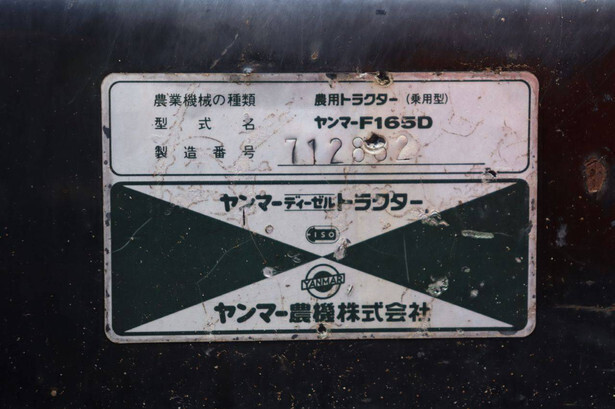 農業機械の種類 農用トラクター（乗用型）
型式名 ヤンマーF165D
製造番号 712892
ヤンマーディーゼルトラクター
ISO
YANMAR
ヤンマー農機株式会社